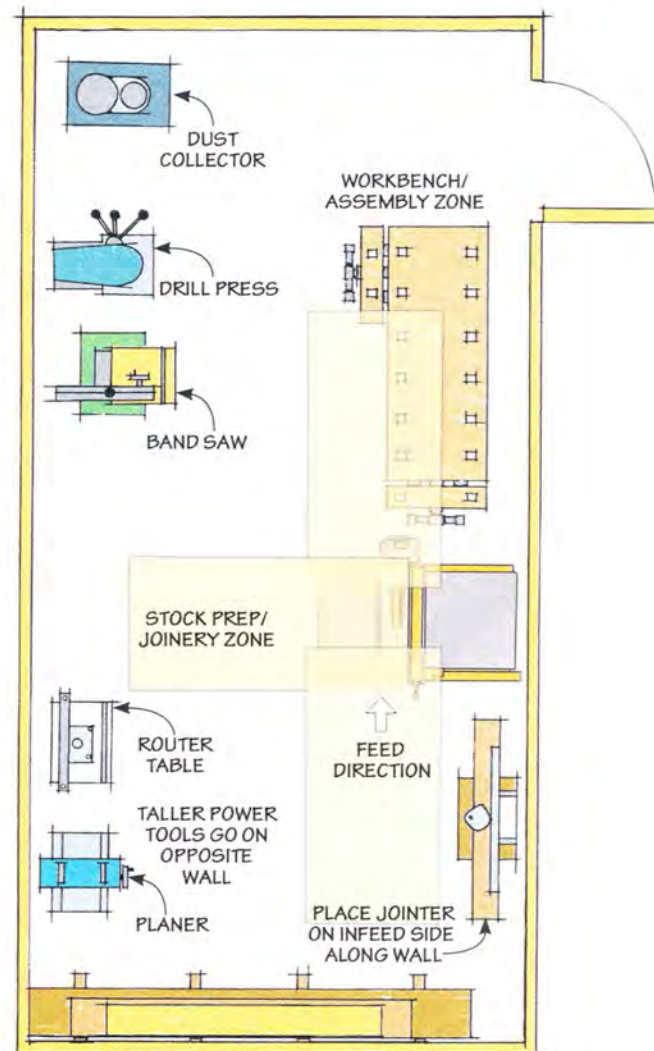 DUST
COLLECTOR
WORKBENCH/
ASSEMBLY ZONE
DRILL PRESS
BAND SAW
STOCK PREP/
JOINERY ZONE
ROUTER
TABLE
FEED
DIRECTION
TALLER POWER
TOOLS GO ON
OPPOSITE
WALL
PLANER
PLACE JOINTER
ON INFEED SIDE
ALONG WALL